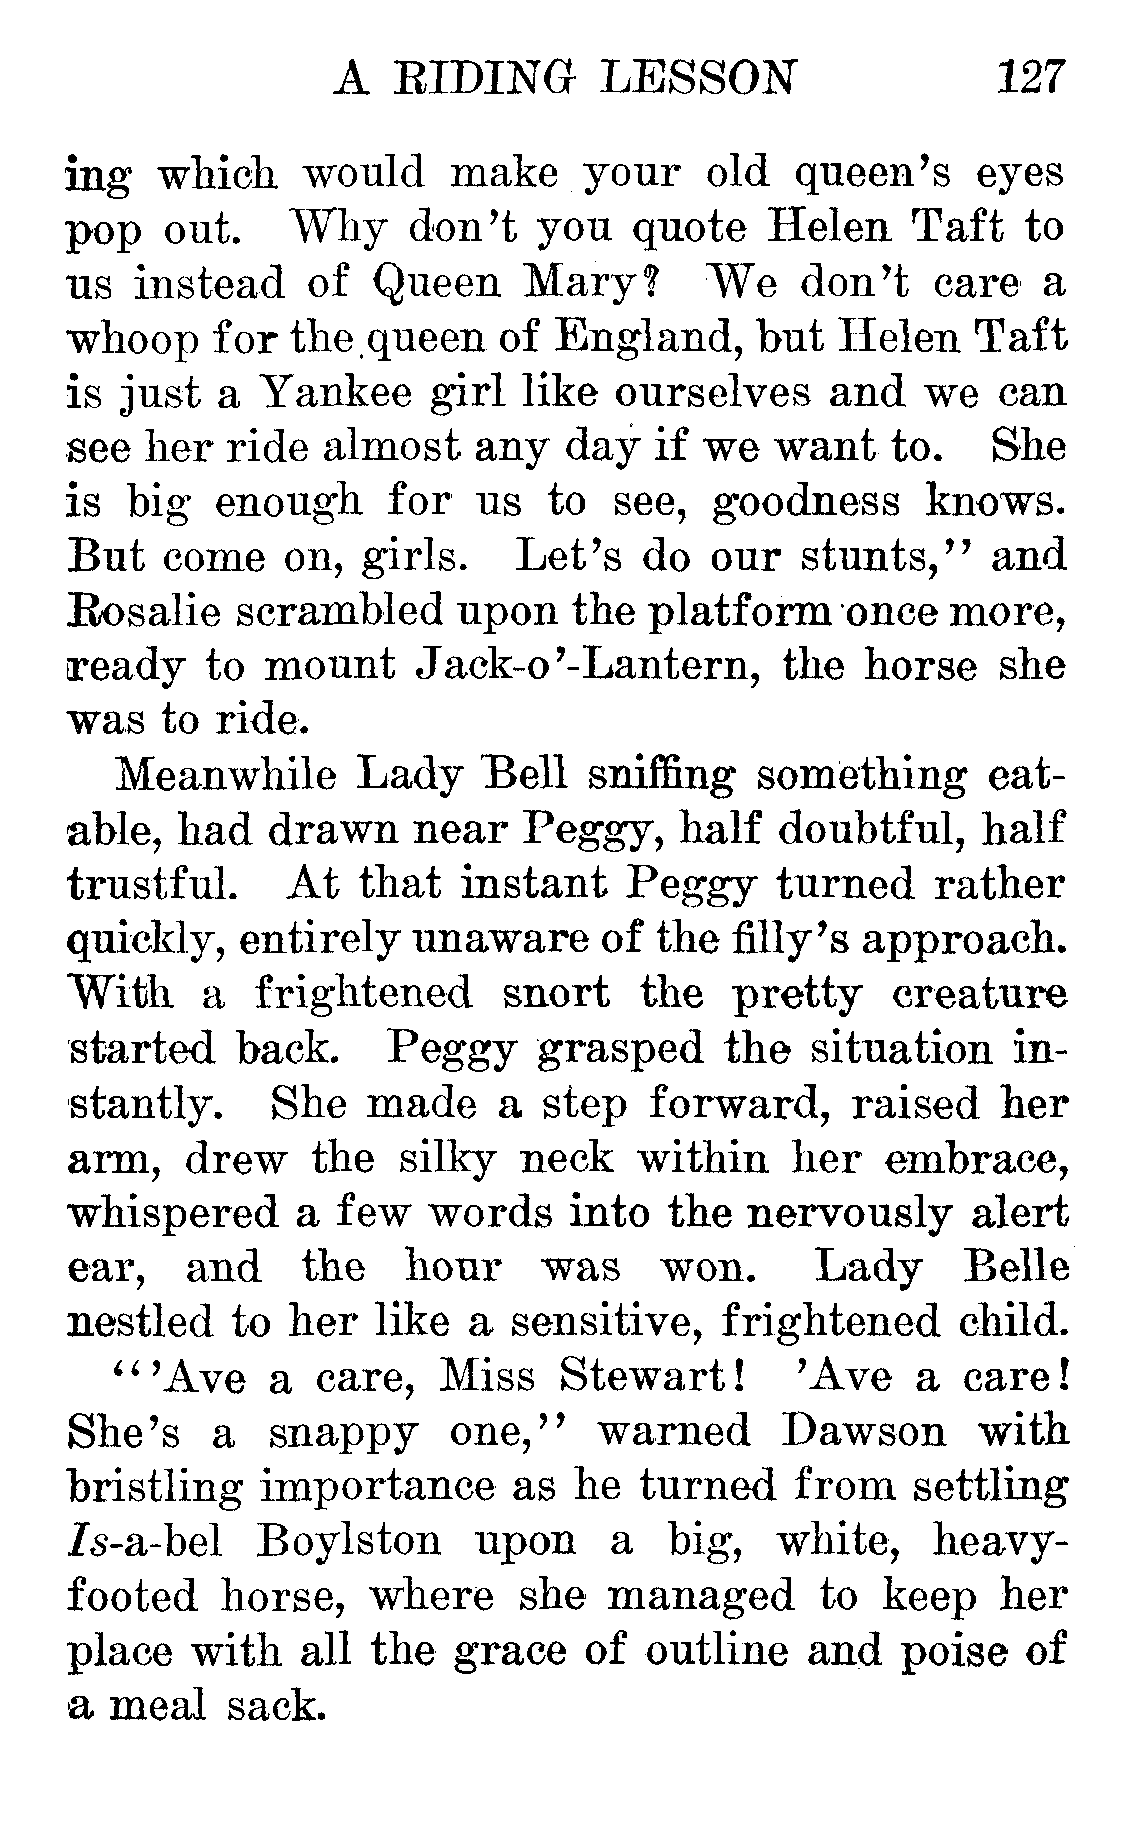 A RIDING LESSON 127
ing which would make your old queen's eyes
pop out. Why don't you quote Helen Taft to
us instead of Queen Mary? We don't care a
whoop for the queen of England, but Helen Taft
is just a Yankee girl like ourselves and we can
see her ride almost any day if we want to. She
is big enough for us to see, goodness knows.
But come on, girls. Let's do our stunts,'' and
Rosalie scrambled upon the platform once more,
ready to mount Jack-o'-Lantern, the horse she
was to ride.
Meanwhile Lady Bell sniffing something eat-
able, had drawn near Peggy, half doubtful, half
trustful. At that instant Peggy turned rather
quickly, entirely unaware of the filly's approach.
With a frightened snort the pretty creature
started back. Peggy grasped the situation in-
stantly. She made a step forward, raised her
arm, drew the silky neck within her embrace,
whispered a few words into the nervously alert
ear, and the hour was won. Lady Belle
nestled to her like a sensitive, frightened child.
“'Ave a care, Miss Stewart! 'Ave a care!
She's a snappy one,'' warned Dawson with
bristling importance as he turned from settling
Is-a-bel Boylston upon a big, white, heavy-
footed horse, where she managed to keep her
place with all the grace of outline and poise of
a meal sack.